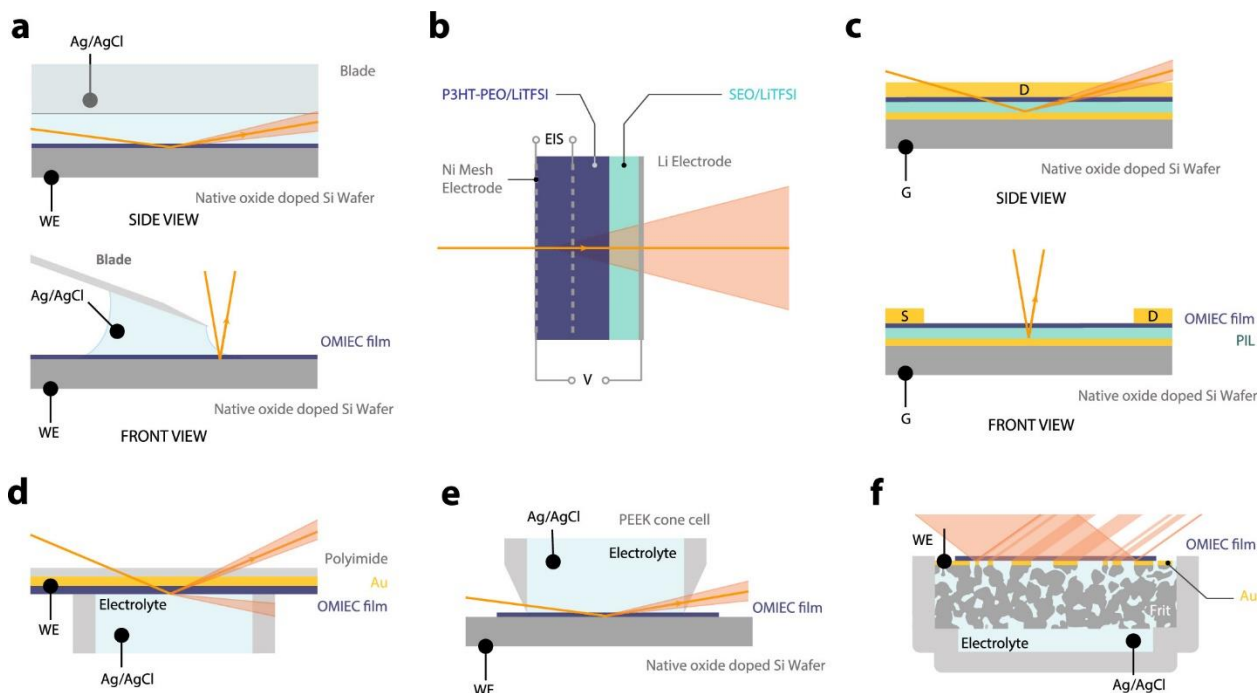 a
Ag/AgCl
Blade
WE
Native oxide doped Si Wafer
SIDE VIEW
Blade
Ag/AgCl
OMIEC film
WE
Native oxide doped Si Wafer
FRONT VIEW
b
P3HT-PEO/LiTFSI
SEO/LiTFSI
EIS
Ni Mesh
Electrode
Li Electrode
V
c
D
G
Native oxide doped Si Wafer
SIDE VIEW
S
D
OMIEC film
PIL
G
Native oxide doped Si Wafer
FRONT VIEW
d
Polyimide
Au
OMIEC film
WE
Electrolyte
Ag/AgCl
e
Ag/AgCl
PEEK cone cell
Electrolyte
OMIEC film
WE
Native oxide doped Si Wafer
f
WE
OMIEC film
Au
Frit
Electrolyte
Ag/AgCl